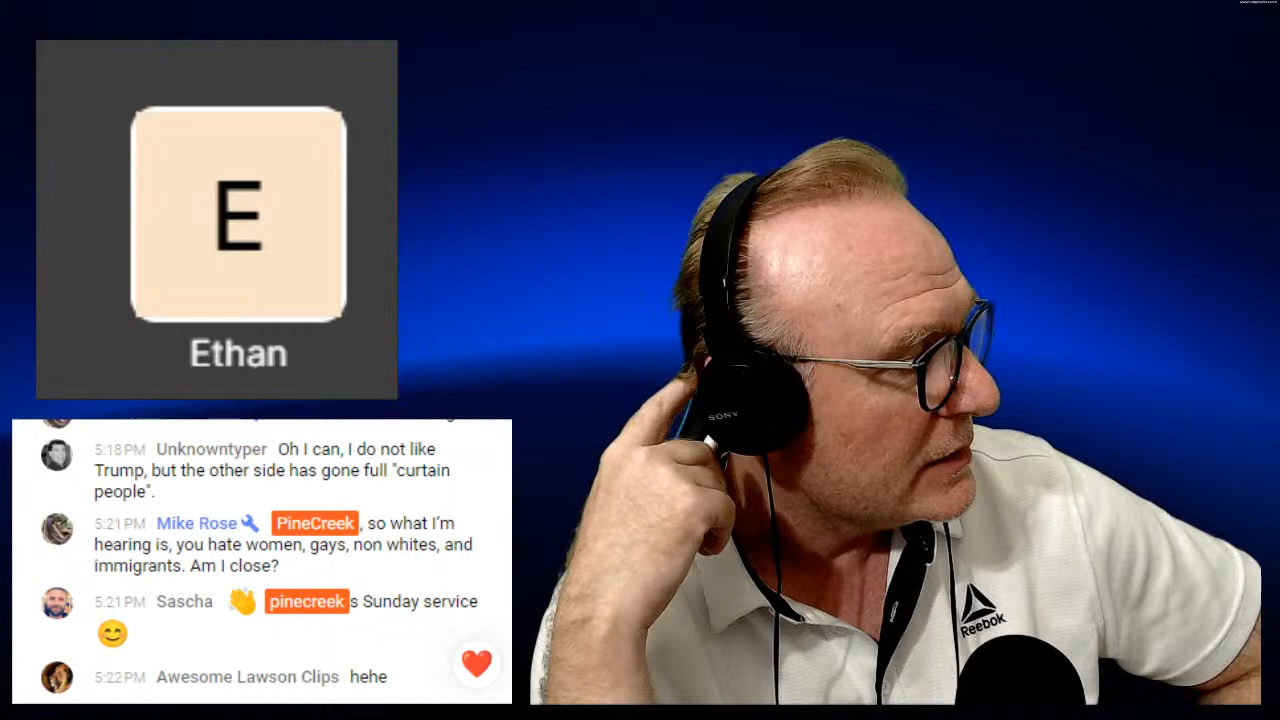 E
Ethan
5:18 PM Unknowntyper Oh I can, I do not like
Trump, but the other side has gone full "curtain
people".
5:21 PM Mike Rose PineCreek, so what I'm
hearing is, you hate women, gays, non whites, and
immigrants. Am I close?
5:21 PM Sascha 👋 pinecreek's Sunday service
😊
5:22 PM Awesome Lawson Clips hehe
SONY
Reebok